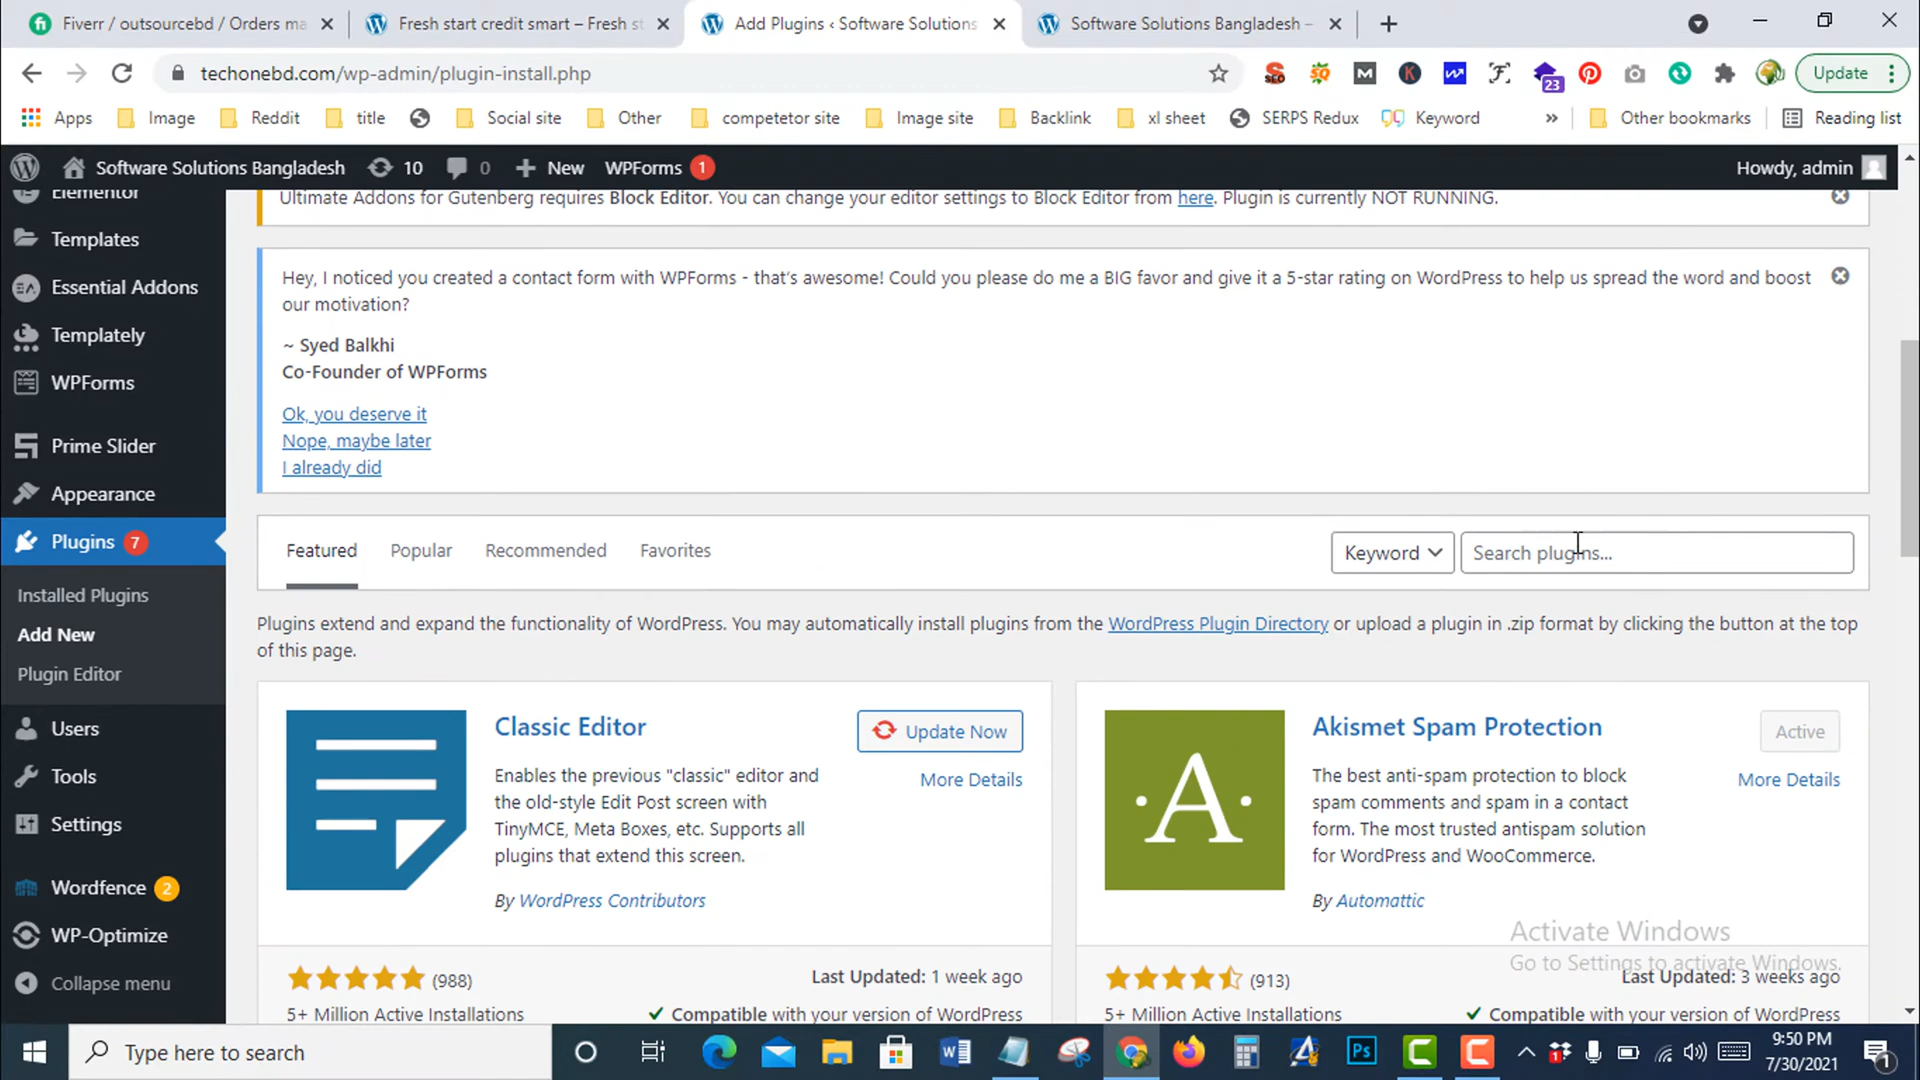 Fiverr / outsourcebd / Orders ma
Fresh start credit smart – Fresh st
Add Plugins ‹ Software Solutions
Software Solutions Bangladesh –
techonebd.com/wp-admin/plugin-install.php
23
Update
Apps
Image
Reddit
title
Social site
Other
competetor site
Image site
Backlink
xl sheet
SERPS Redux
Keyword
»
Other bookmarks
Reading list
Software Solutions Bangladesh
10
0
New
WPForms 1
Howdy, admin
Elementor
Templates
Essential Addons
Templately
WPForms
Prime Slider
Appearance
Plugins 7
Installed Plugins
Add New
Plugin Editor
Users
Tools
Settings
Wordfence 2
WP-Optimize
Collapse menu
Ultimate Addons for Gutenberg requires Block Editor. You can change your editor settings to Block Editor from here. Plugin is currently NOT RUNNING.
Hey, I noticed you created a contact form with WPForms - that's awesome! Could you please do me a BIG favor and give it a 5-star rating on WordPress to help us spread the word and boost
our motivation?
~ Syed Balkhi
Co-Founder of WPForms
Ok, you deserve it
Nope, maybe later
I already did
Featured
Popular
Recommended
Favorites
Keyword
Search plugins...
Plugins extend and expand the functionality of WordPress. You may automatically install plugins from the WordPress Plugin Directory or upload a plugin in .zip format by clicking the button at the top
of this page.
Classic Editor
Update Now
More Details
Enables the previous "classic" editor and
the old-style Edit Post screen with
TinyMCE, Meta Boxes, etc. Supports all
plugins that extend this screen.
By WordPress Contributors
(988)
Last Updated: 1 week ago
5+ Million Active Installations
Compatible with your version of WordPress
Akismet Spam Protection
Active
More Details
The best anti-spam protection to block
spam comments and spam in a contact
form. The most trusted antispam solution
for WordPress and WooCommerce.
By Automattic
(913)
Last Updated: 3 weeks ago
5+ Million Active Installations
Compatible with your version of WordPress
Activate Windows
Go to Settings to activate Windows.
Type here to search
9:50 PM
7/30/2021
1